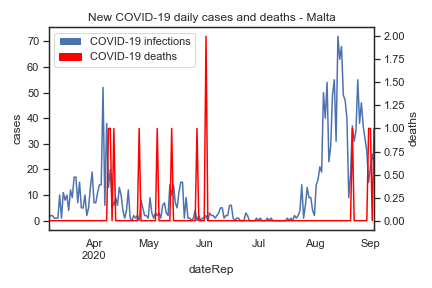 New COVID-19 daily cases and deaths - Malta
COVID-19 infections
COVID-19 deaths
cases
70
60
50
40
30
20
10
0
2.00
1.75
1.50
1.25
1.00
0.75
0.50
0.25
0.00
deaths
Apr May Jun Jul Aug Sep
2020
dateRep